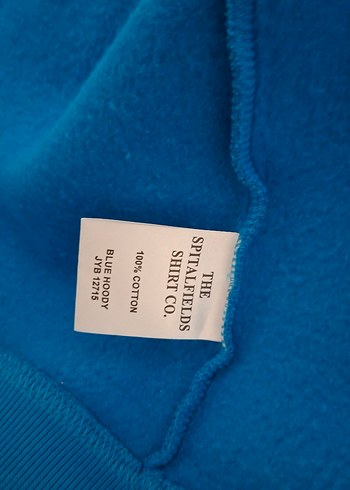 THE
SPITALFIELDS
SHIRT CO.
100% COTTON
BLUE HOODY
JYB 12715